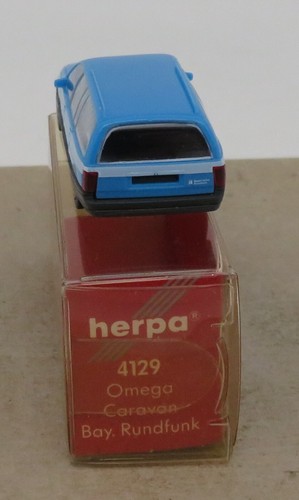 herpa®
4129
Omega
Caravan
Bay. Rundfunk